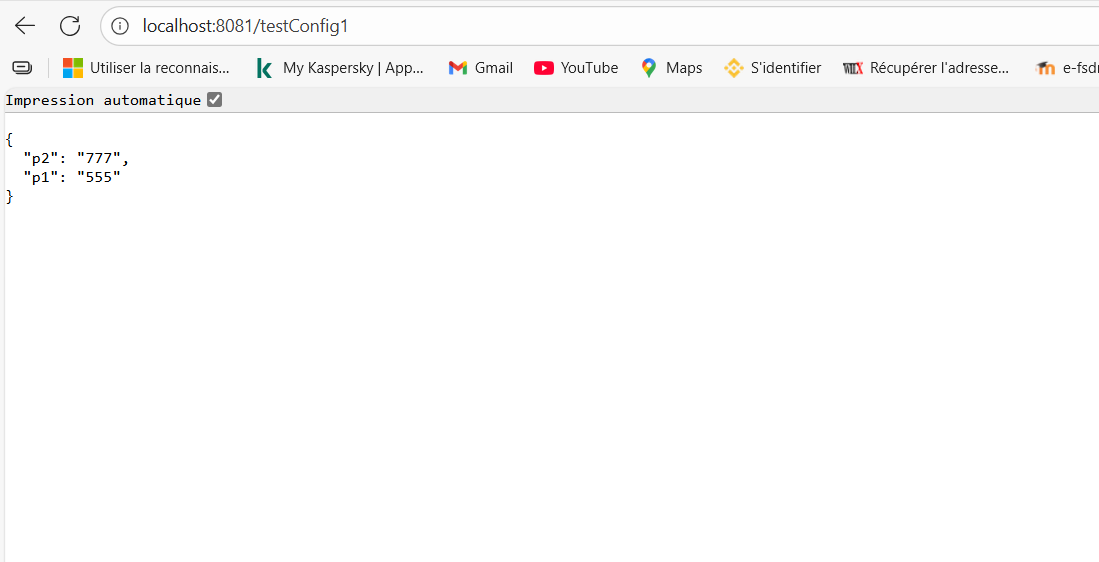 localhost:8081/testConfig1
Utiliser la reconnais... My Kaspersky | App... Gmail YouTube Maps S'identifier Récupérer l'adresse... e-fsd
Impression automatique
{
"p2": "777",
"p1": "555"
}